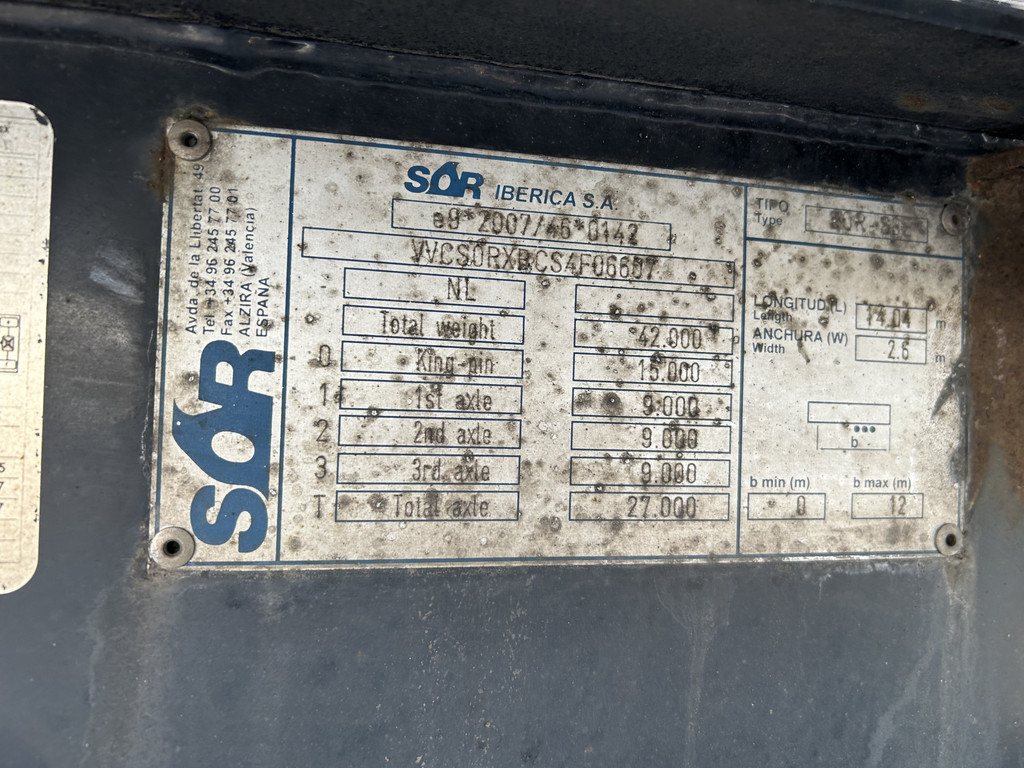 SOR IBERICA S.A.
e9*2007/46*0142
NL
Total weight 42.000
0 King pin 15.000
1 1st axle 9.000
2 2nd axle 9.000
3 3rd axle 9.000
T Total axle 27.000
SOR
Avda de la Llibertat 49
Tel +34 96 245 77 00
Fax +34 96 245 77 01
ALZIRA (Valencia)
ESPAÑA
TIPO
Type
LONGITUD (L) 14.04 m
Length
ANCHURA (W) 2.6 m
Width
b
b min (m) b max (m)
0 12